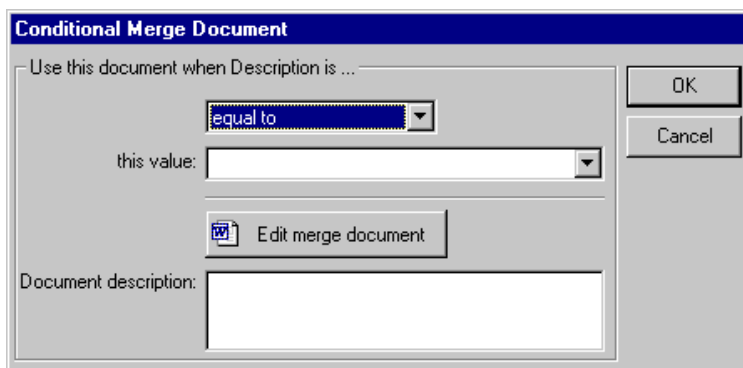 Conditional Merge Document
Use this document when Description is ...
OK
equal to
Cancel
this value:
Edit merge document
Document description: